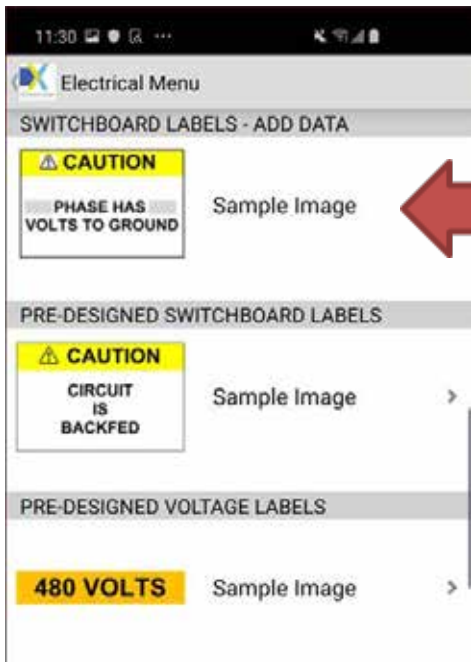 11:30
Electrical Menu
SWITCHBOARD LABELS - ADD DATA
⚠ CAUTION
PHASE HAS
VOLTS TO GROUND
Sample Image
PRE-DESIGNED SWITCHBOARD LABELS
⚠ CAUTION
CIRCUIT
IS
BACKFED
Sample Image
PRE-DESIGNED VOLTAGE LABELS
480 VOLTS
Sample Image